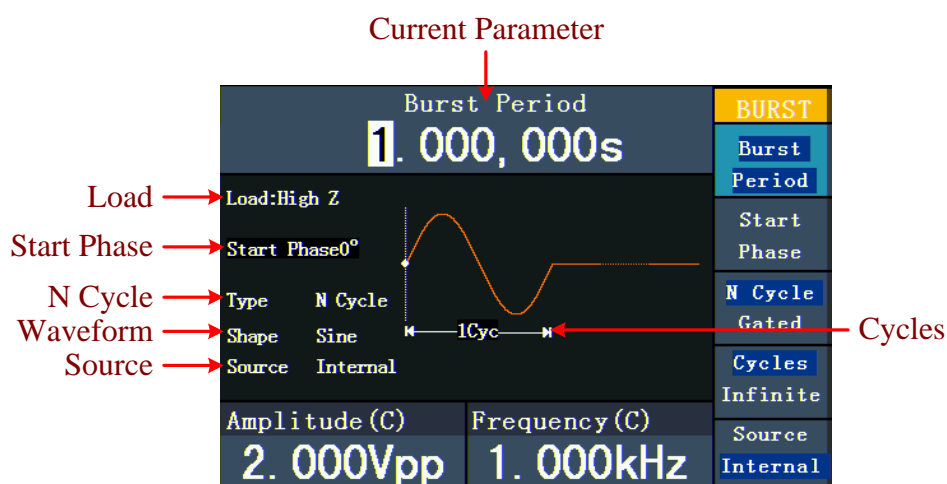 Current Parameter
Burst Period
1.000,000s
BURST
Burst
Period
Start
Phase
N Cycle
Gated
Cycles
Infinite
Source
Internal
Load
Load:High Z
Start Phase
Start Phase0°
N Cycle
Type N Cycle
Waveform
Shape Sine
Source
Source Internal
1Cyc
Cycles
Amplitude(C)
2.000Vpp
Frequency(C)
1.000kHz